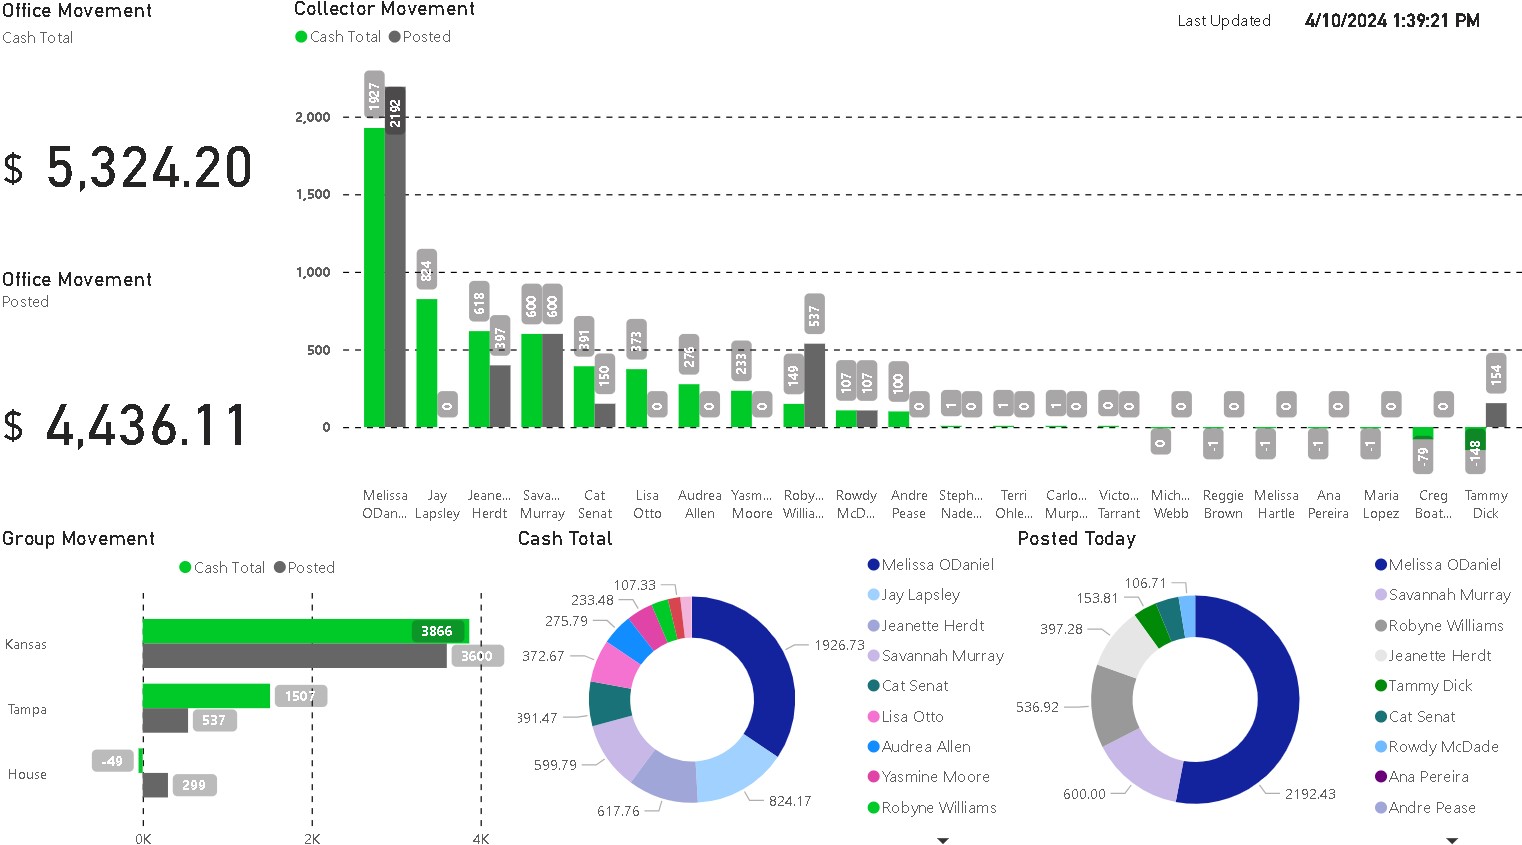 Office Movement
Cash Total
$ 5,324.20
Office Movement
Posted
$ 4,436.11
Collector Movement
Cash Total Posted
Last Updated 4/10/2024 1:39:21 PM
2,000
1,500
1,000
500
0
1927 2192
824 0
618 397
600 600
391 150
373 0
276 0
233 0
149 537
107 107
100 0
1 0
1 0
1 0
0 0
0 0
-1 0
-1 0
-1 0
-1 0
-79 0
-148 154
Melissa ODan...
Jay Lapsley
Jeane... Herdt
Sava... Murray
Cat Senat
Lisa Otto
Audrea Allen
Yasm... Moore
Roby... Willia...
Rowdy McD...
Andre Pease
Steph... Nade...
Terri Ohle...
Carlo... Murp...
Victo... Tarrant
Mich... Webb
Reggie Brown
Melissa Hartle
Ana Pereira
Maria Lopez
Creg Boat...
Tammy Dick
Group Movement
Cash Total Posted
Kansas
3866
3600
Tampa
1507
537
House
-49
299
0K 2K 4K
Cash Total
107.33
233.48
275.79
372.67
391.47
599.79
617.76
824.17
1926.73
Melissa ODaniel
Jay Lapsley
Jeanette Herdt
Savannah Murray
Cat Senat
Lisa Otto
Audrea Allen
Yasmine Moore
Robyne Williams
Posted Today
106.71
153.81
397.28
536.92
600.00
2192.43
Melissa ODaniel
Savannah Murray
Robyne Williams
Jeanette Herdt
Tammy Dick
Cat Senat
Rowdy McDade
Ana Pereira
Andre Pease